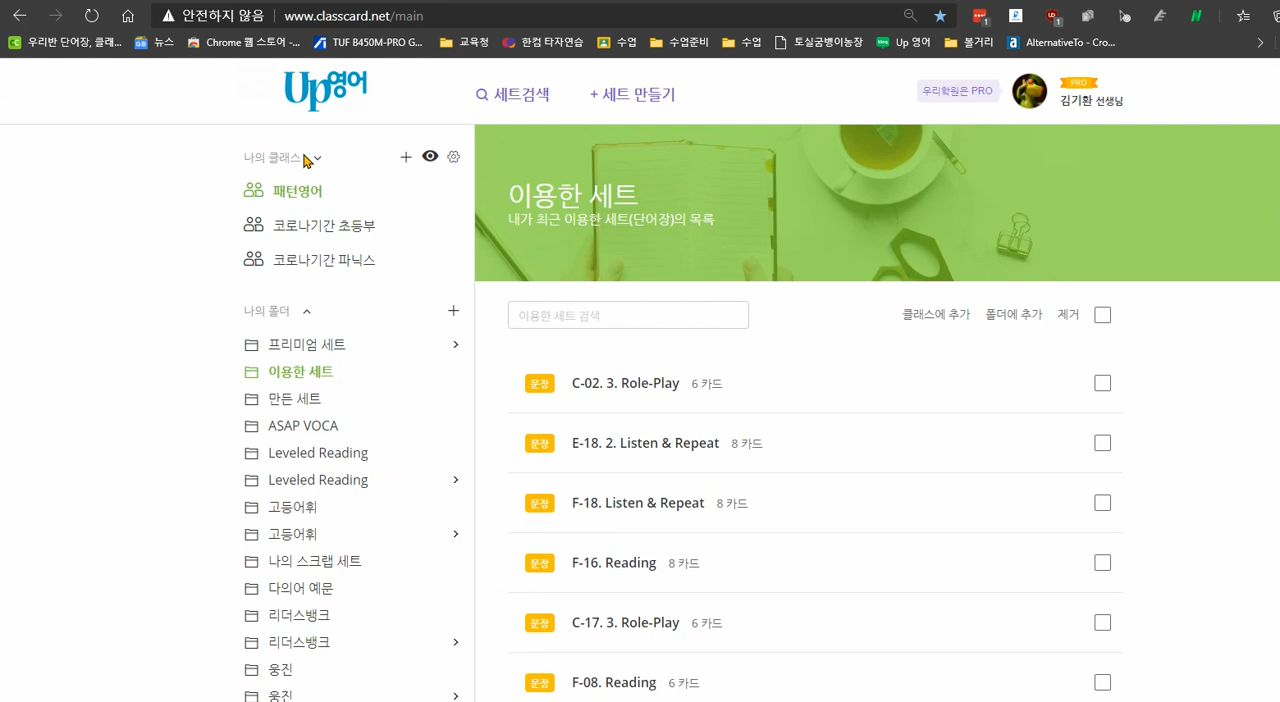 안전하지 않음 www.classcard.net/main
우리반 단어장, 클래... 뉴스 Chrome 웹 스토어 -... TUF B450M-PRO G... 교육청 한컴 타자연습 수업 수업준비 수업 토실굼벵이농장 Up 영어 볼거리 AlternativeTo - Cro...
Up영어
세트검색 + 세트 만들기
우리학원은 PRO
PRO
김기환 선생님
나의 클래스
패턴영어
코로나기간 초등부
코로나기간 파닉스
나의 폴더
프리미엄 세트
이용한 세트
만든 세트
ASAP VOCA
Leveled Reading
Leveled Reading
고등어휘
고등어휘
나의 스크랩 세트
다의어 예문
리더스뱅크
리더스뱅크
웅진
웅진
이용한 세트
내가 최근 이용한 세트(단어장)의 목록
이용한 세트 검색
클래스에 추가 폴더에 추가 제거
문장 C-02. 3. Role-Play 6 카드
문장 E-18. 2. Listen & Repeat 8 카드
문장 F-18. Listen & Repeat 8 카드
문장 F-16. Reading 8 카드
문장 C-17. 3. Role-Play 6 카드
문장 F-08. Reading 6 카드